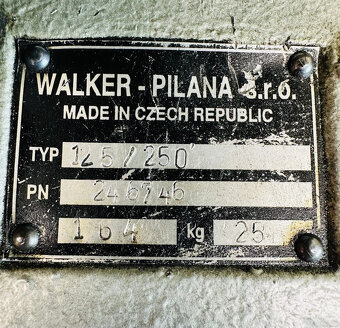 WALKER - PILANA s.r.o.
MADE IN CZECH REPUBLIC
TYP 125/250
PN 246746
164 kg 25